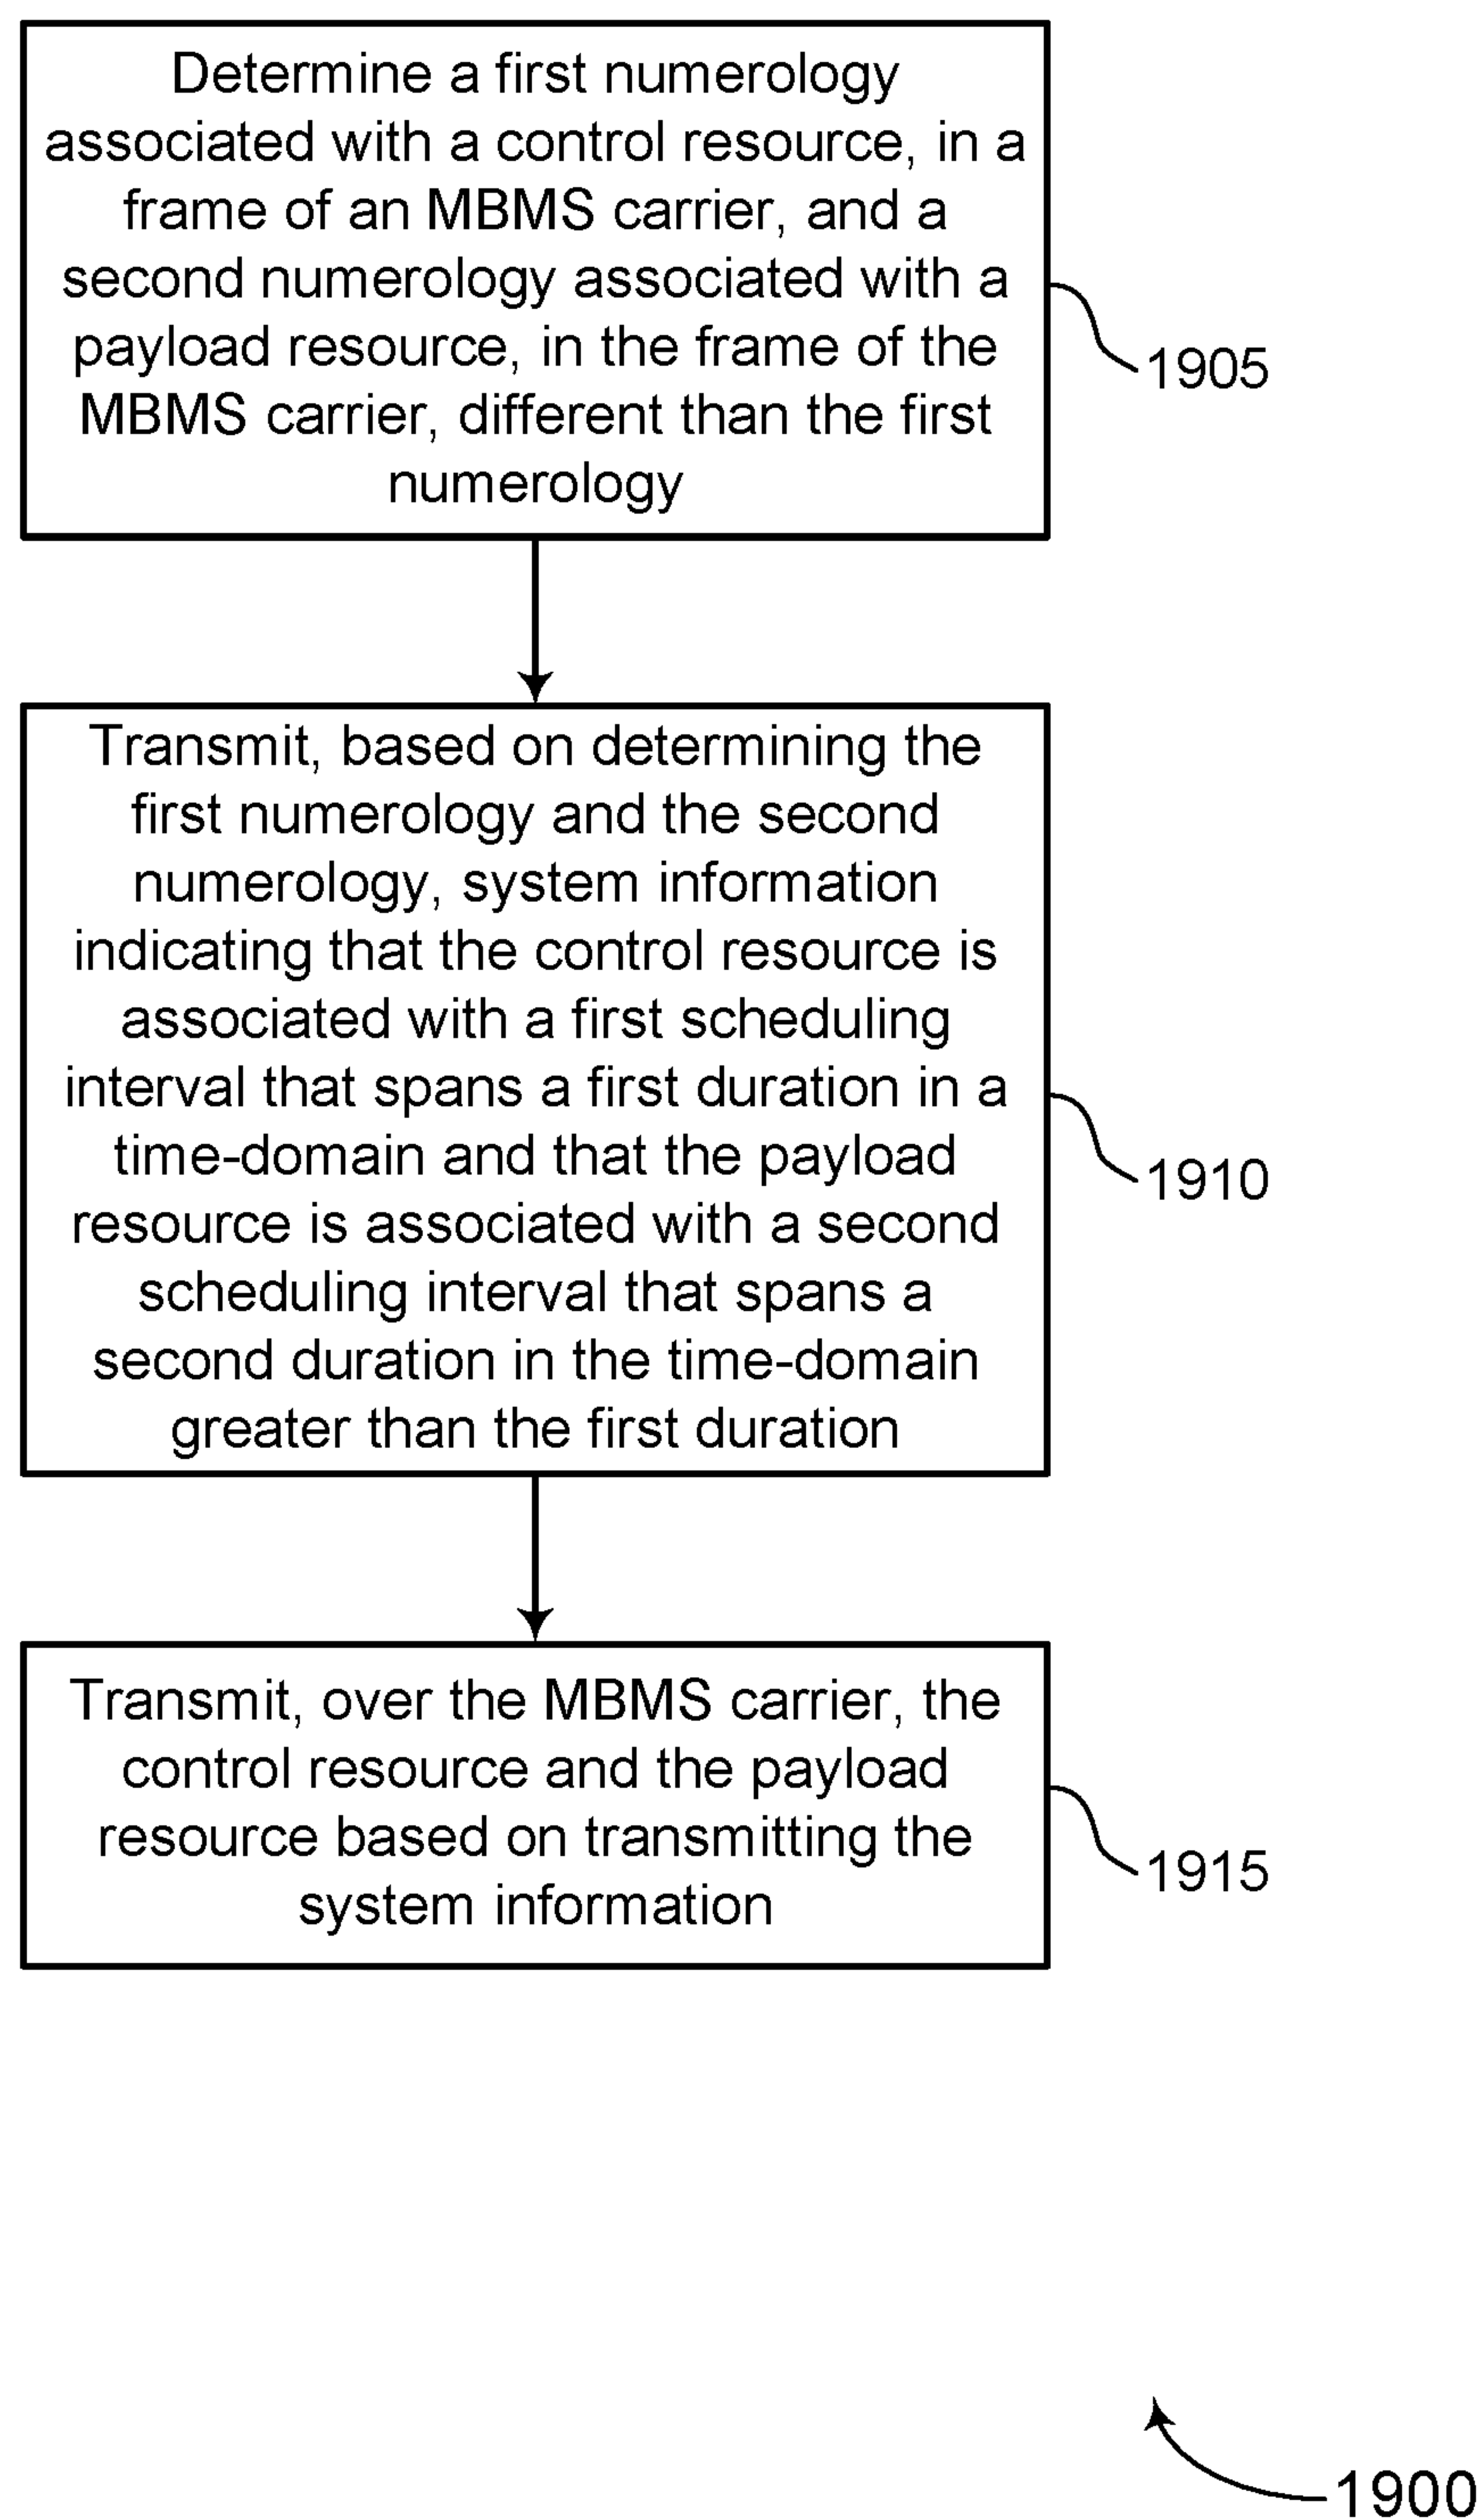 Determine a first numerology
associated with a control resource, in a
frame of an MBMS carrier, and a
second numerology associated with a
payload resource, in the frame of the
MBMS carrier, different than the first
numerology
1905
Transmit, based on determining the
first numerology and the second
numerology, system information
indicating that the control resource is
associated with a first scheduling
interval that spans a first duration in a
time-domain and that the payload
resource is associated with a second
scheduling interval that spans a
second duration in the time-domain
greater than the first duration
1910
Transmit, over the MBMS carrier, the
control resource and the payload
resource based on transmitting the
system information
1915
1900